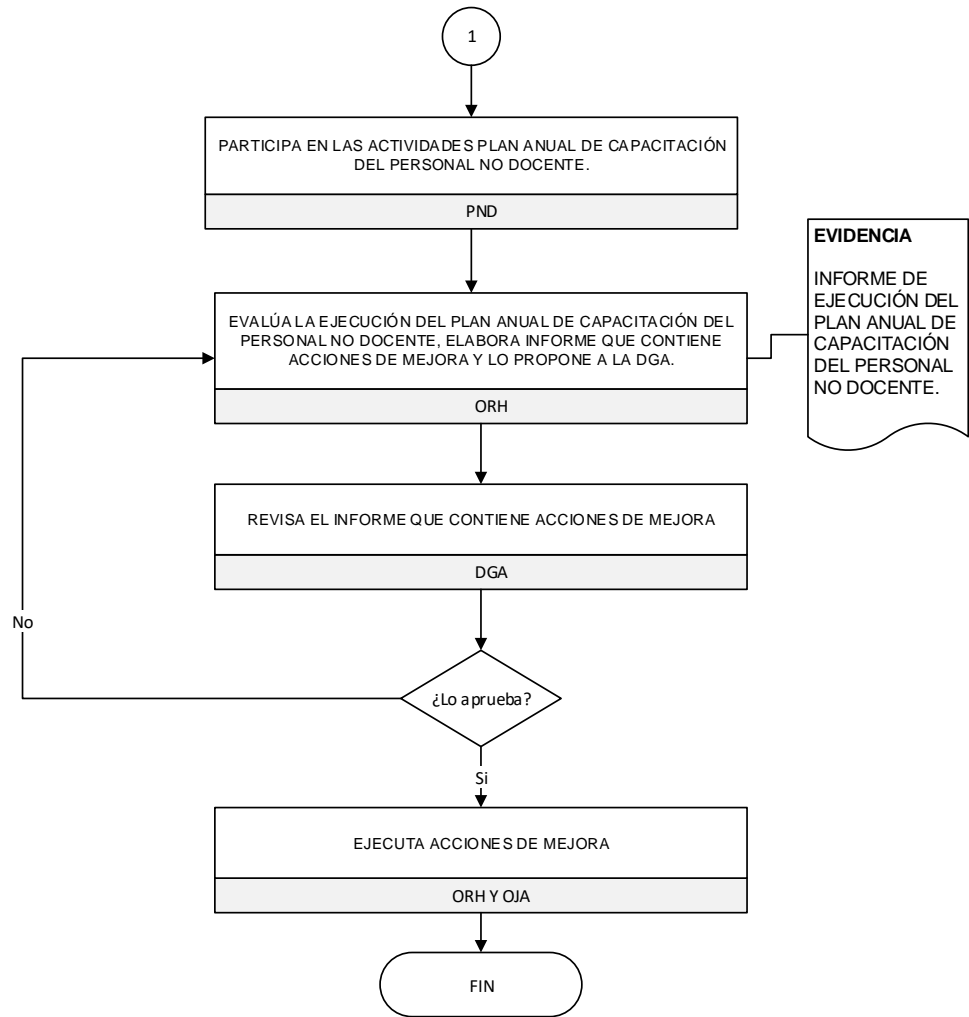 1
PARTICIPA EN LAS ACTIVIDADES PLAN ANUAL DE CAPACITACIÓN
DEL PERSONAL NO DOCENTE.
PND
EVALÚA LA EJECUCIÓN DEL PLAN ANUAL DE CAPACITACIÓN DEL
PERSONAL NO DOCENTE, ELABORA INFORME QUE CONTIENE
ACCIONES DE MEJORA Y LO PROPONE A LA DGA.
ORH
EVIDENCIA
INFORME DE
EJECUCIÓN DEL
PLAN ANUAL DE
CAPACITACIÓN
DEL PERSONAL
NO DOCENTE.
REVISA EL INFORME QUE CONTIENE ACCIONES DE MEJORA
DGA
No
¿Lo aprueba?
Si
EJECUTA ACCIONES DE MEJORA
ORH Y OJA
FIN